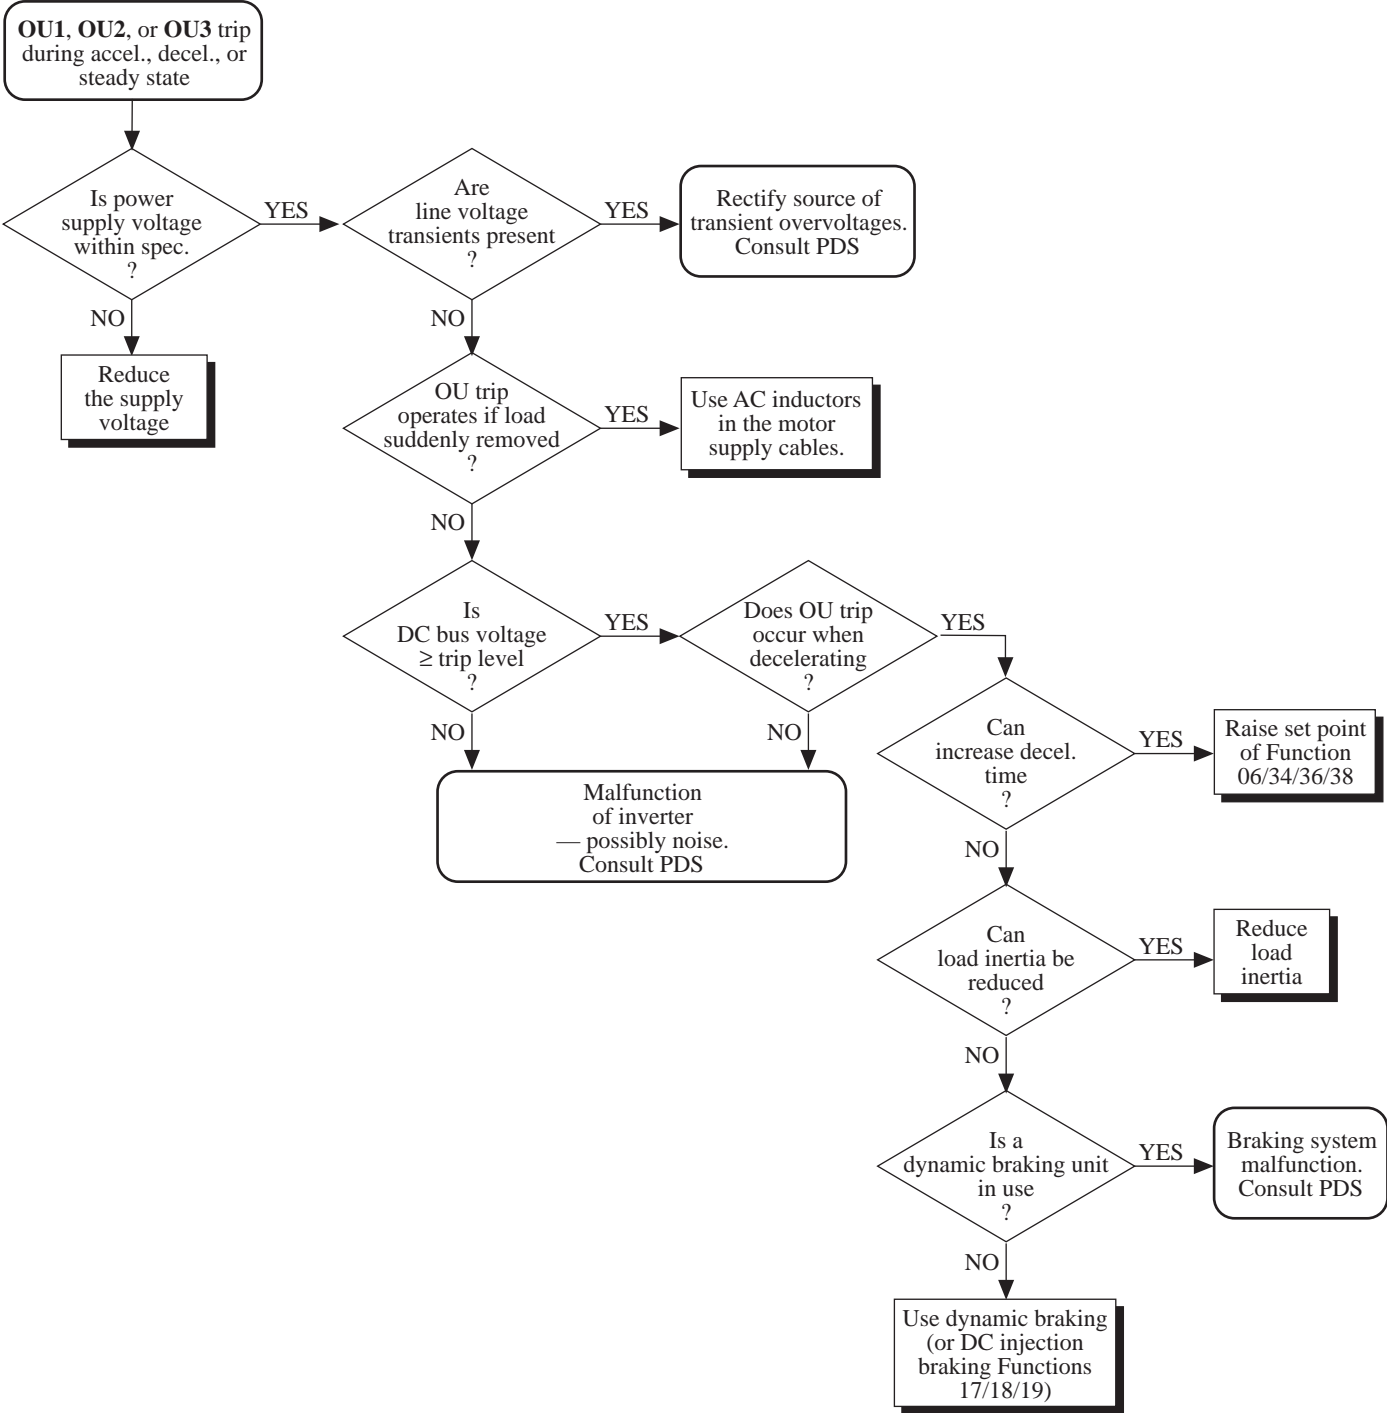 OU1, OU2, or OU3 trip
during accel., decel., or
steady state
Is power
supply voltage
within spec.
?
YES
NO
Reduce
the supply
voltage
Are
line voltage
transients present
?
YES
Rectify source of
transient overvoltages.
Consult PDS
NO
OU trip
operates if load
suddenly removed
?
YES
Use AC inductors
in the motor
supply cables.
NO
Is
DC bus voltage
≥ trip level
?
YES
NO
Does OU trip
occur when
decelerating
?
YES
NO
Malfunction
of inverter
— possibly noise.
Consult PDS
Can
increase decel.
time
?
YES
Raise set point
of Function
06/34/36/38
NO
Can
load inertia be
reduced
?
YES
Reduce
load
inertia
NO
Is a
dynamic braking unit
in use
?
YES
Braking system
malfunction.
Consult PDS
NO
Use dynamic braking
(or DC injection
braking Functions
17/18/19)